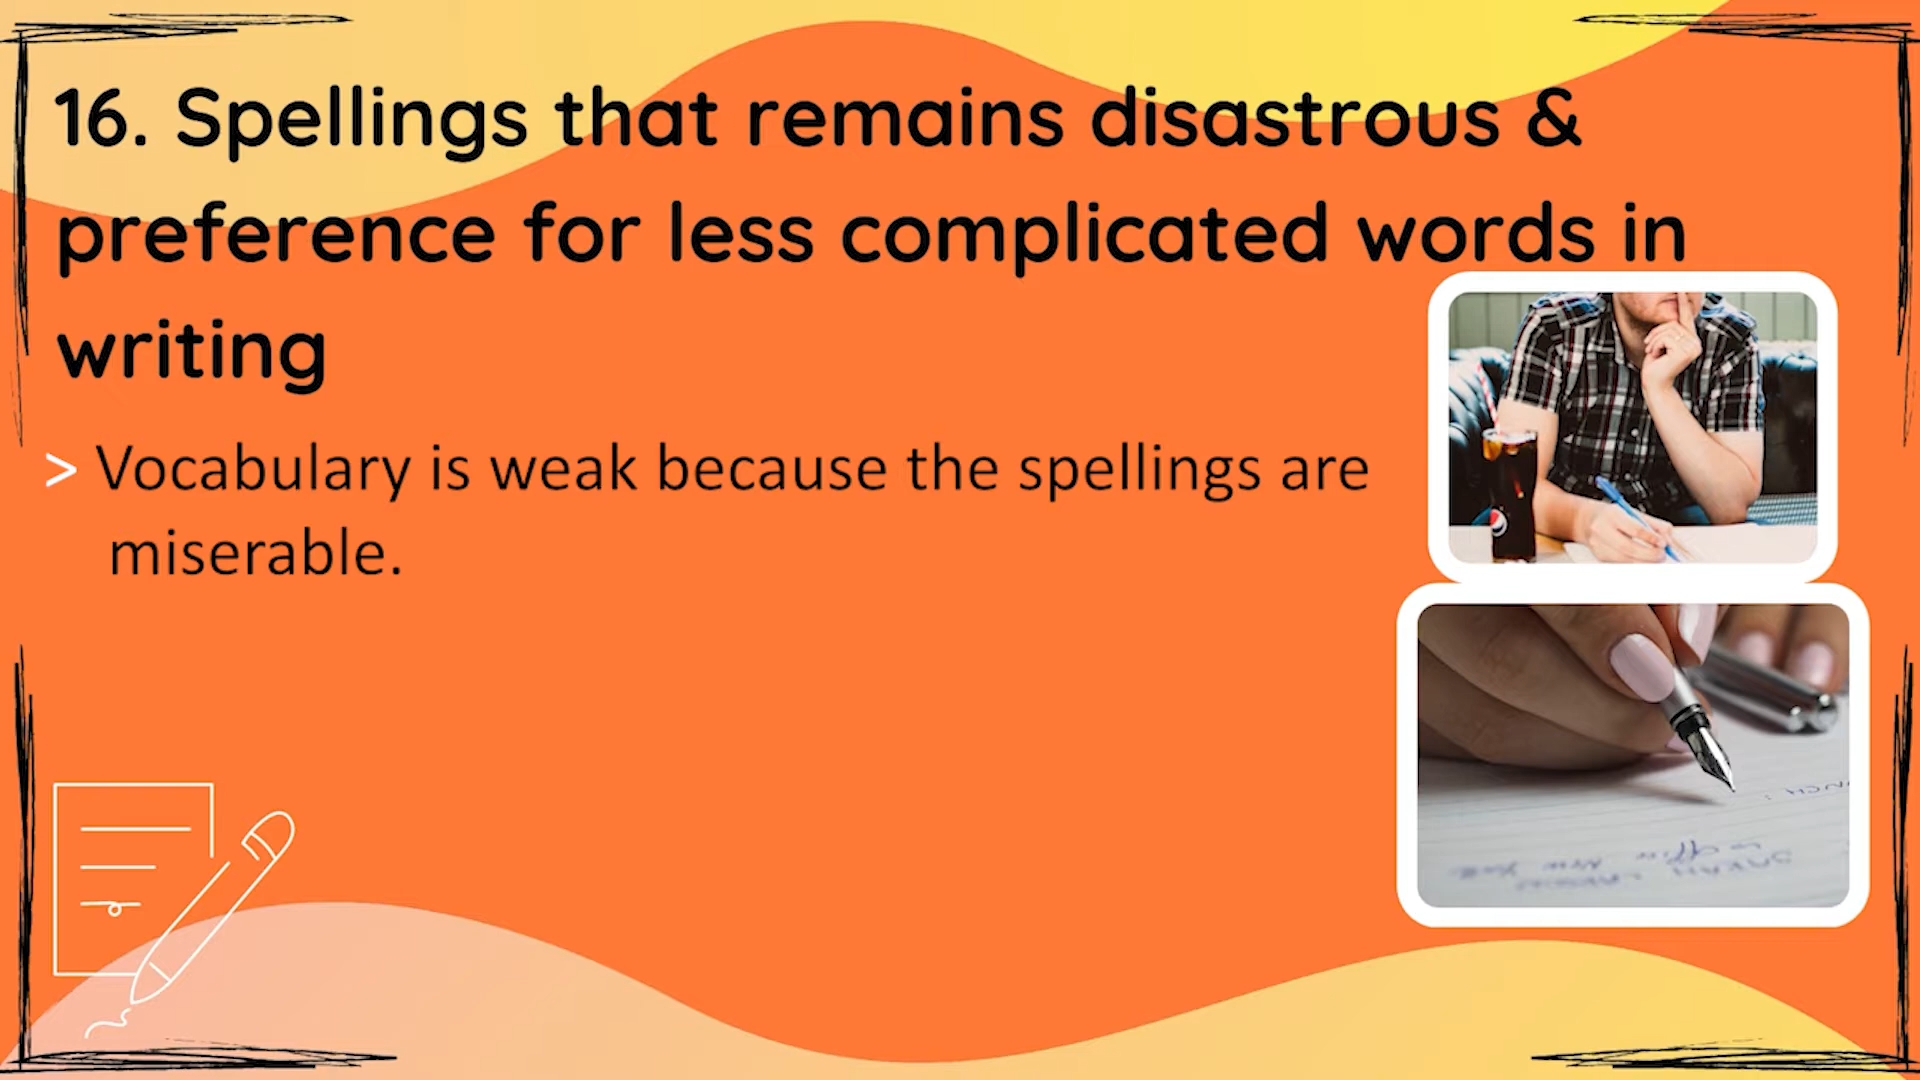 16. Spellings that remains disastrous &
preference for less complicated words in
writing
> Vocabulary is weak because the spellings are
miserable.